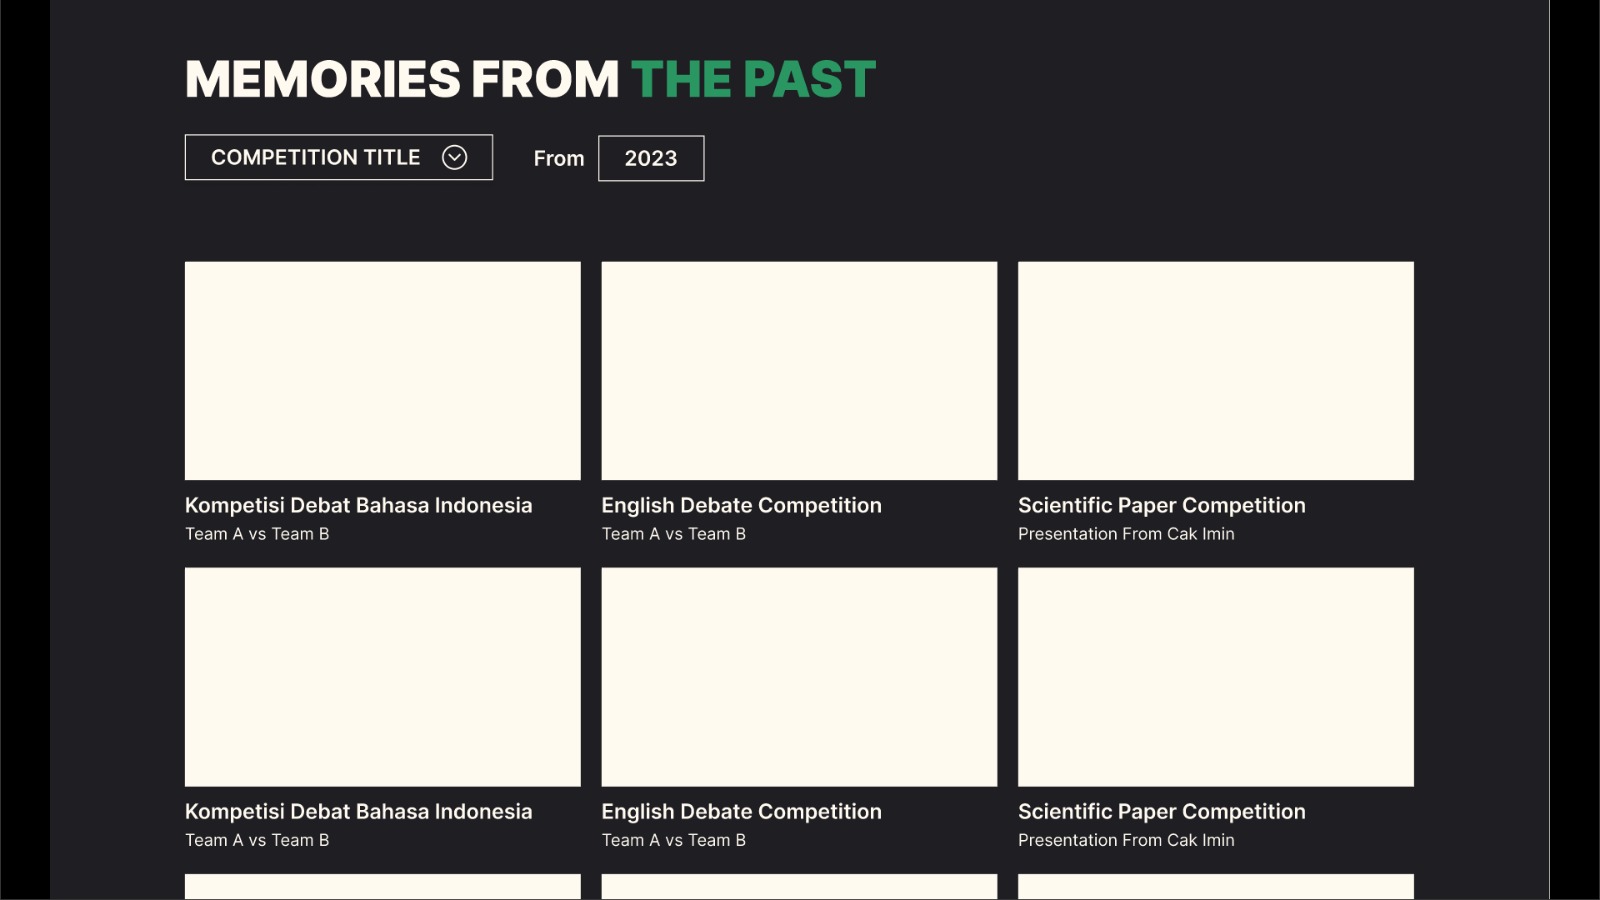 MEMORIES FROM THE PAST
COMPETITION TITLE
From 2023
Kompetisi Debat Bahasa Indonesia
Team A vs Team B
English Debate Competition
Team A vs Team B
Scientific Paper Competition
Presentation From Cak Imin
Kompetisi Debat Bahasa Indonesia
Team A vs Team B
English Debate Competition
Team A vs Team B
Scientific Paper Competition
Presentation From Cak Imin